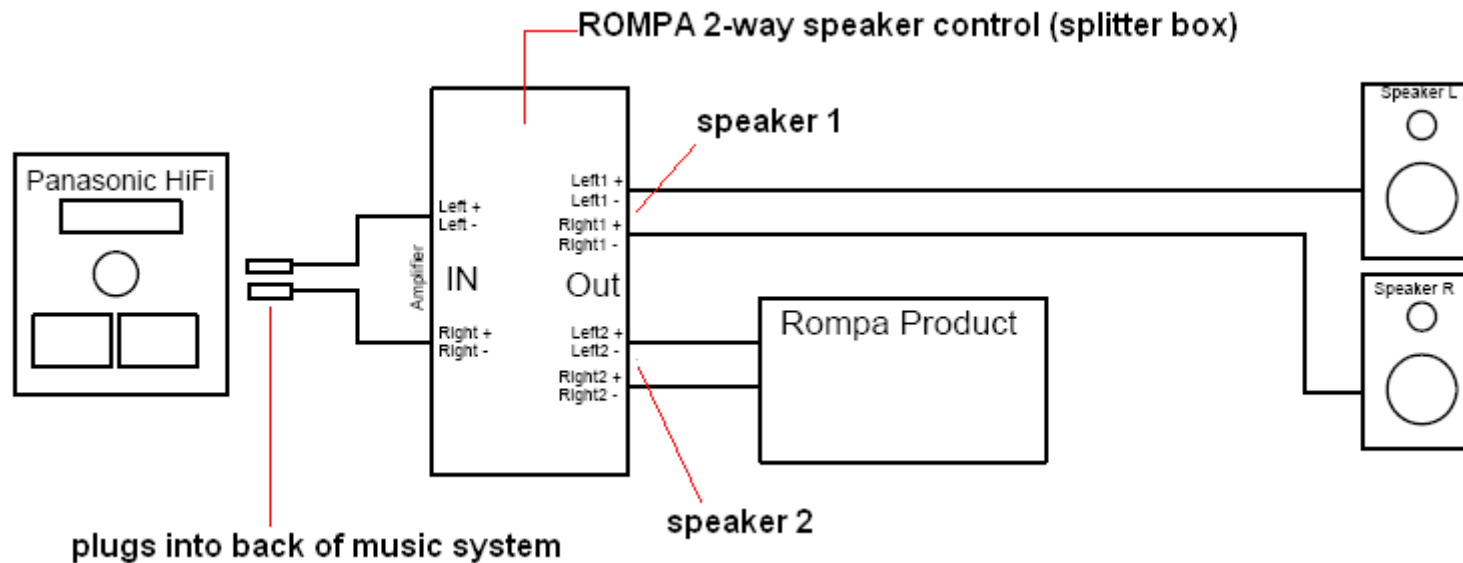 ROMPA 2-way speaker control (splitter box)
Speaker L
speaker 1
Panasonic HiFi
Left1 +
Left1 -
Left +
Left -
Right1 +
Right1 -
Amplifier
IN
Out
Speaker R
Rompa Product
Right +
Right -
Left2 +
Left2 -
Right2 +
Right2 -
speaker 2
plugs into back of music system